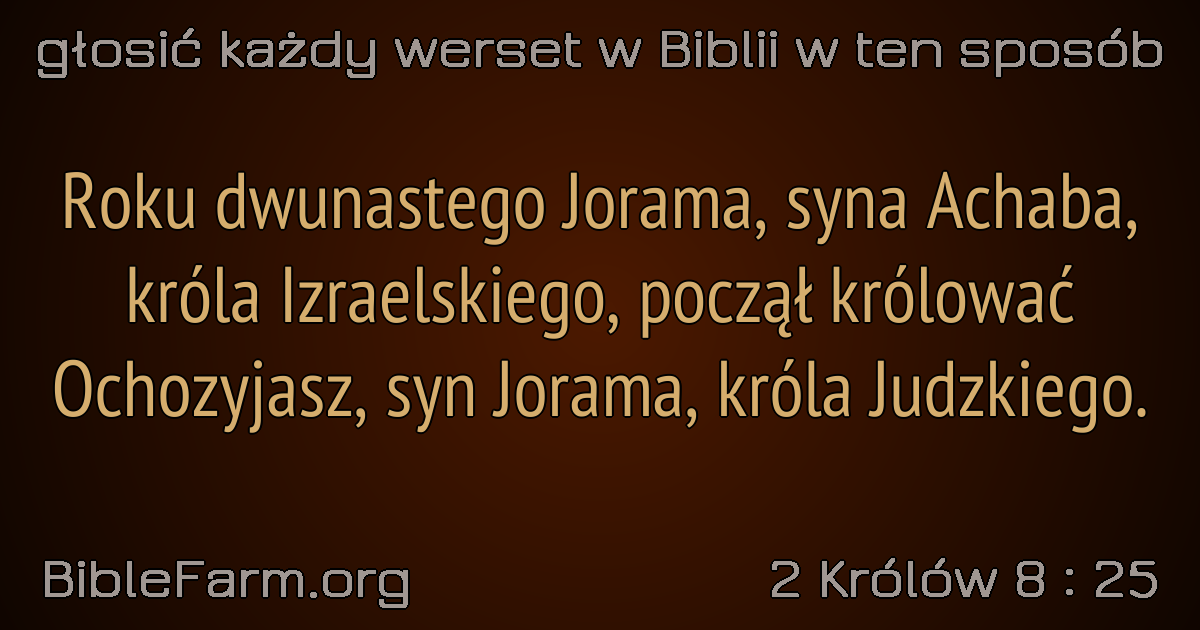 głosić każdy werset w Biblii w ten sposób
Roku dwunastego Jorama, syna Achaba,
króla Izraelskiego, począł królować
Ochozyjasz, syn Jorama, króla Judzkiego.
BibleFarm.org
2 Królów 8 : 25